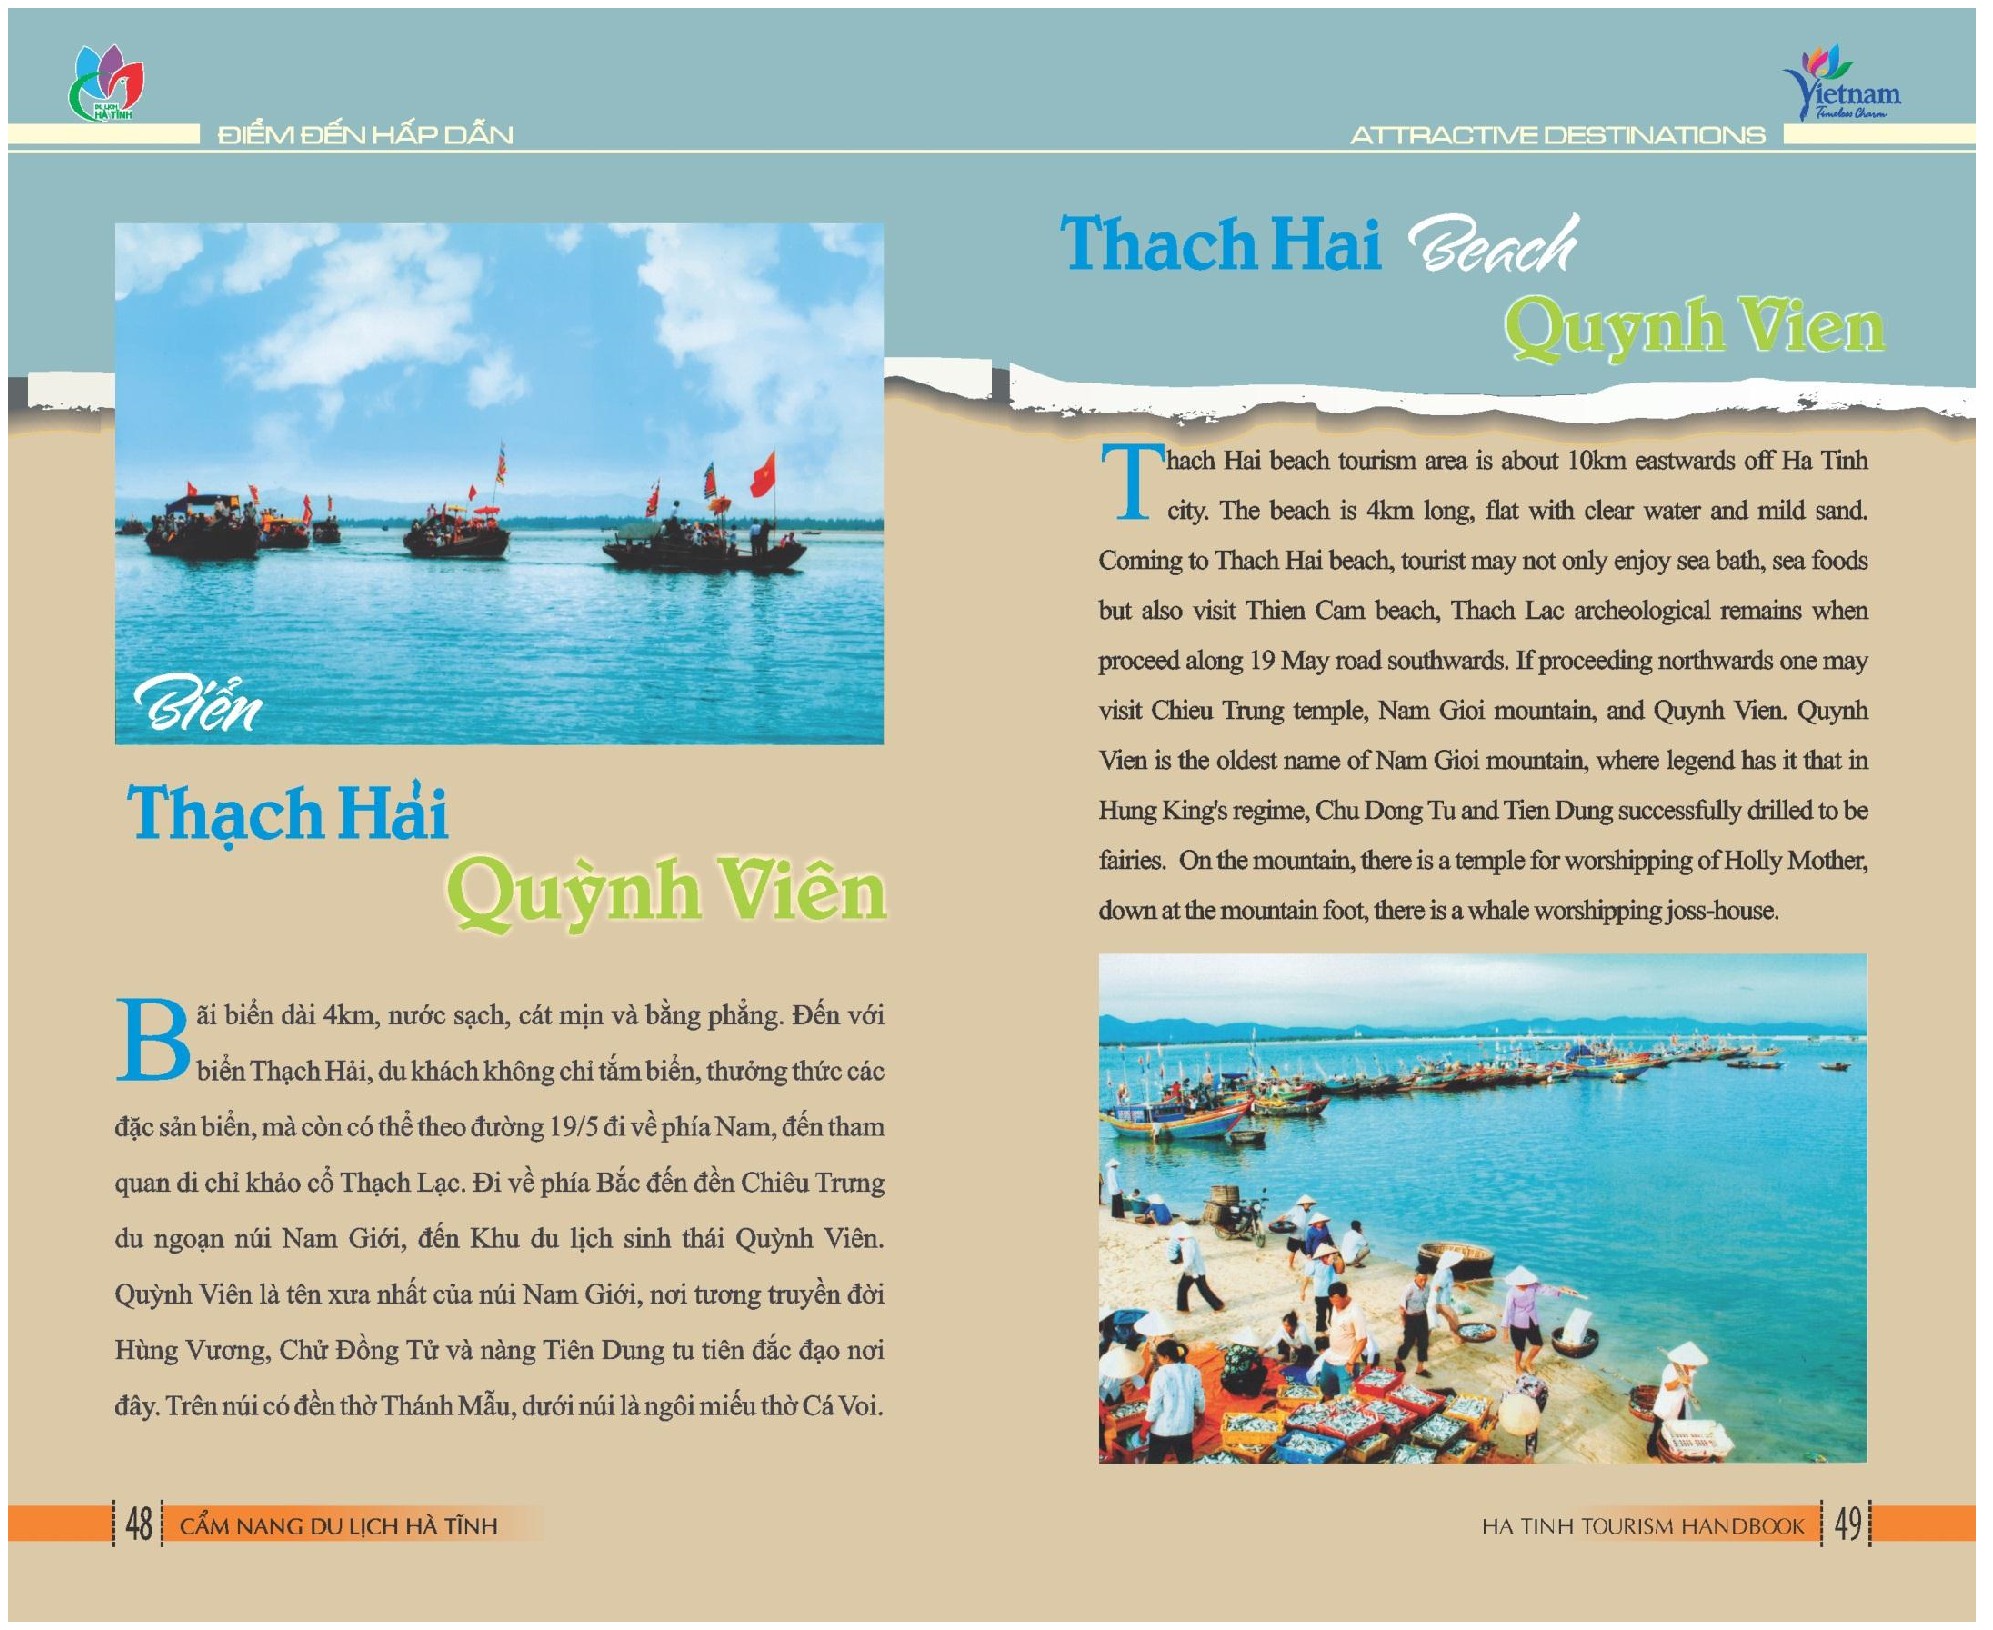 DU LỊCH
HÀ TĨNH
ĐIỂM ĐẾN HẤP DẪN
Biển
Thạch Hải
Quỳnh Viên
Bãi biển dài 4km, nước sạch, cát mịn và bằng phẳng. Đến với
biển Thạch Hải, du khách không chỉ tắm biển, thưởng thức các
đặc sản biển, mà còn có thể theo đường 19/5 đi về phía Nam, đến tham
quan di chỉ khảo cổ Thạch Lạc. Đi về phía Bắc đến đền Chiêu Trưng
du ngoạn núi Nam Giới, đến Khu du lịch sinh thái Quỳnh Viên.
Quỳnh Viên là tên xưa nhất của núi Nam Giới, nơi tương truyền đời
Hùng Vương, Chử Đồng Tử và nàng Tiên Dung tu tiên đắc đạo nơi
đây. Trên núi có đền thờ Thánh Mẫu, dưới núi là ngôi miếu thờ Cá Voi.
48 CẨM NANG DU LỊCH HÀ TĨNH
Vietnam
Timeless Charm
ATTRACTIVE DESTINATIONS
Thach Hai Beach
Quynh Vien
Thach Hai beach tourism area is about 10km eastwards off Ha Tinh
city. The beach is 4km long, flat with clear water and mild sand.
Coming to Thach Hai beach, tourist may not only enjoy sea bath, sea foods
but also visit Thien Cam beach, Thach Lac archeological remains when
proceed along 19 May road southwards. If proceeding northwards one may
visit Chieu Trung temple, Nam Gioi mountain, and Quynh Vien. Quynh
Vien is the oldest name of Nam Gioi mountain, where legend has it that in
Hung King's regime, Chu Dong Tu and Tien Dung successfully drilled to be
fairies. On the mountain, there is a temple for worshipping of Holly Mother,
down at the mountain foot, there is a whale worshipping joss-house.
HA TINH TOURISM HANDBOOK 49